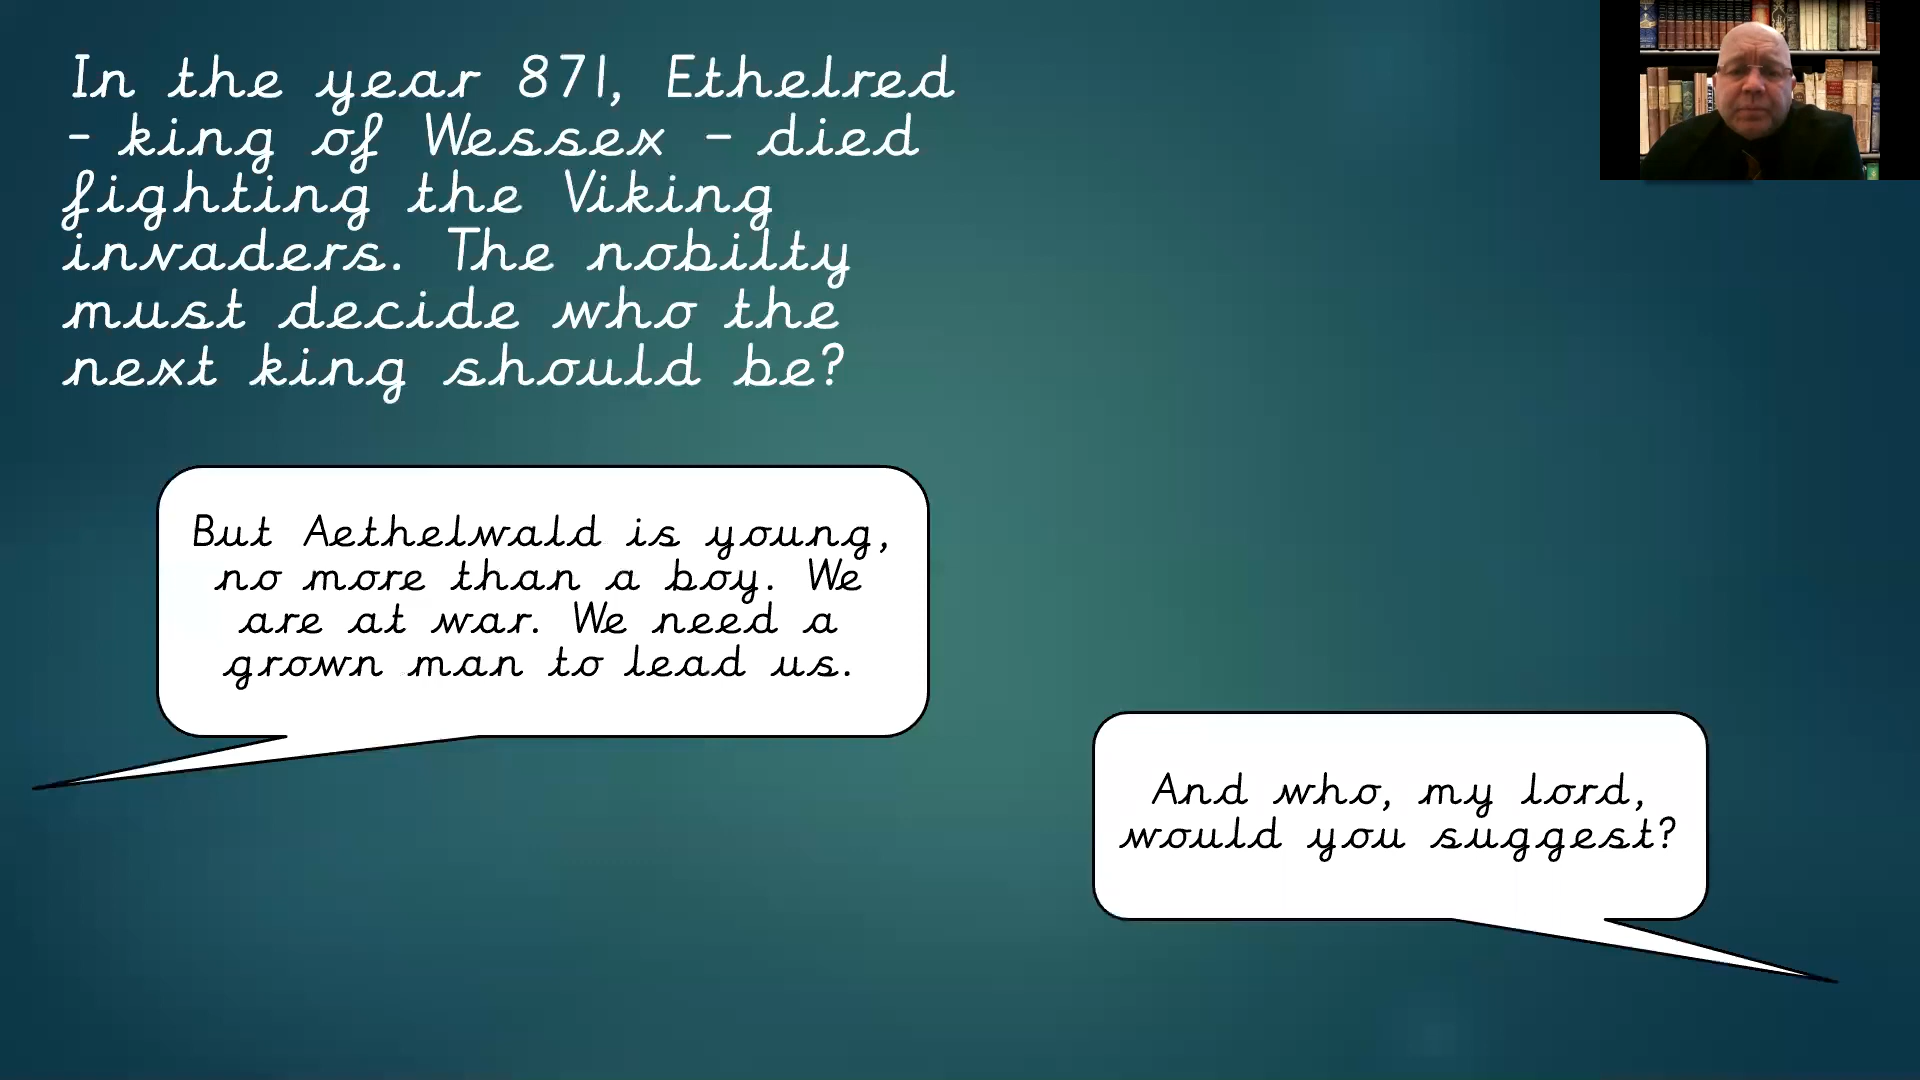 In the year 871, Ethelred
- king of Wessex - died
fighting the Viking
invaders. The nobilty
must decide who the
next king should be?
But Aethelwald is young,
no more than a boy. We
are at war. We need a
grown man to lead us.
And who, my lord,
would you suggest?